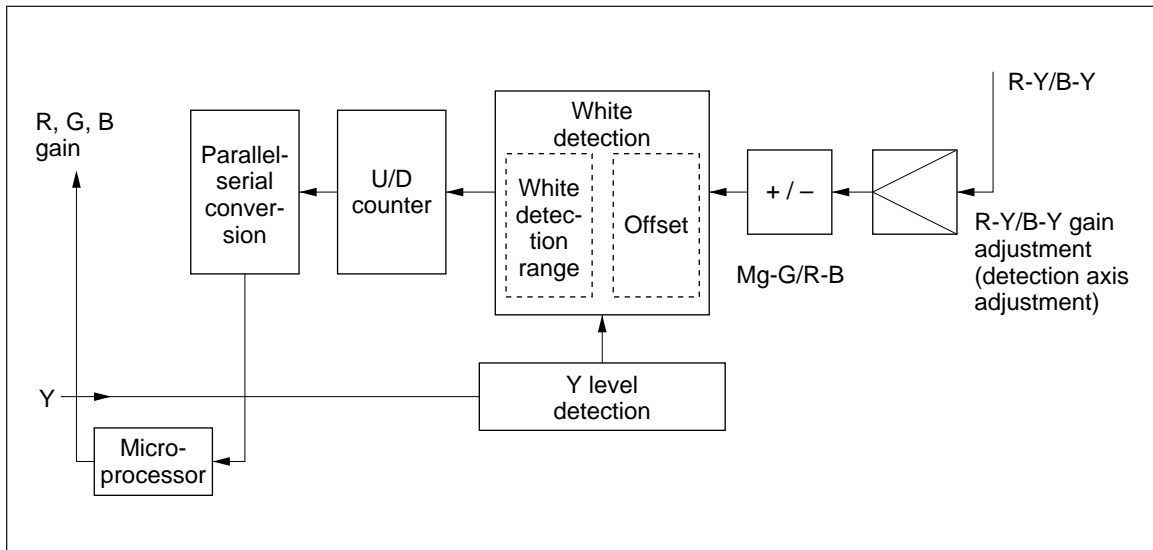 R, G, B
gain
Parallel-
serial
conver-
sion
U/D
counter
White
detection
White
detec-
tion
range
Offset
+ / –
Mg-G/R-B
R-Y/B-Y
R-Y/B-Y gain
adjustment
(detection axis
adjustment)
Y
Y level
detection
Micro-
processor